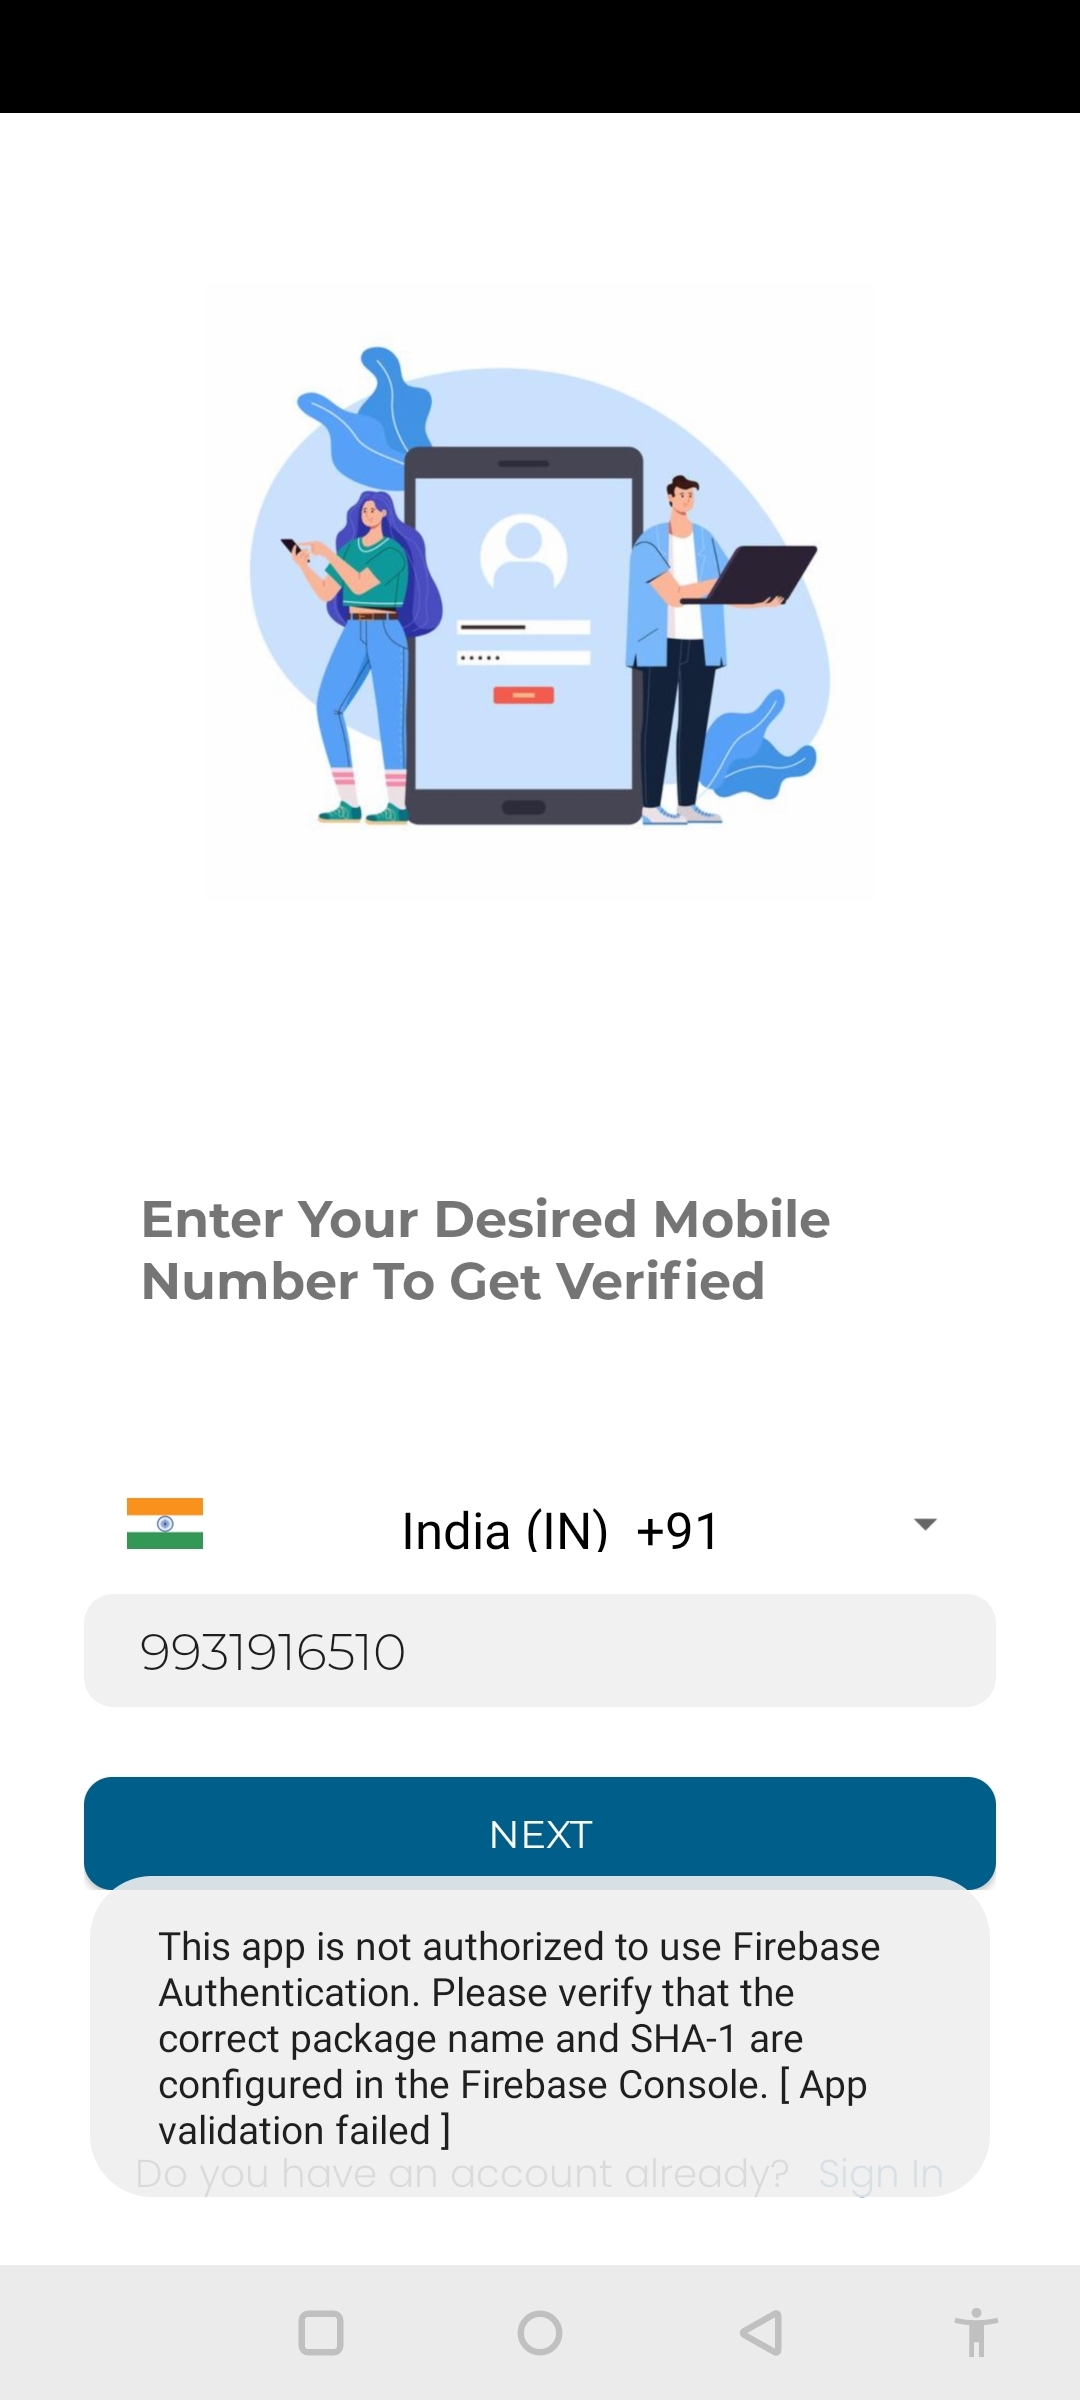 Enter Your Desired Mobile
Number To Get Verified
India (IN)  +91
9931916510
NEXT
This app is not authorized to use Firebase
Authentication. Please verify that the
correct package name and SHA-1 are
configured in the Firebase Console. [ App
validation failed ]
Do you have an account already?  Sign In